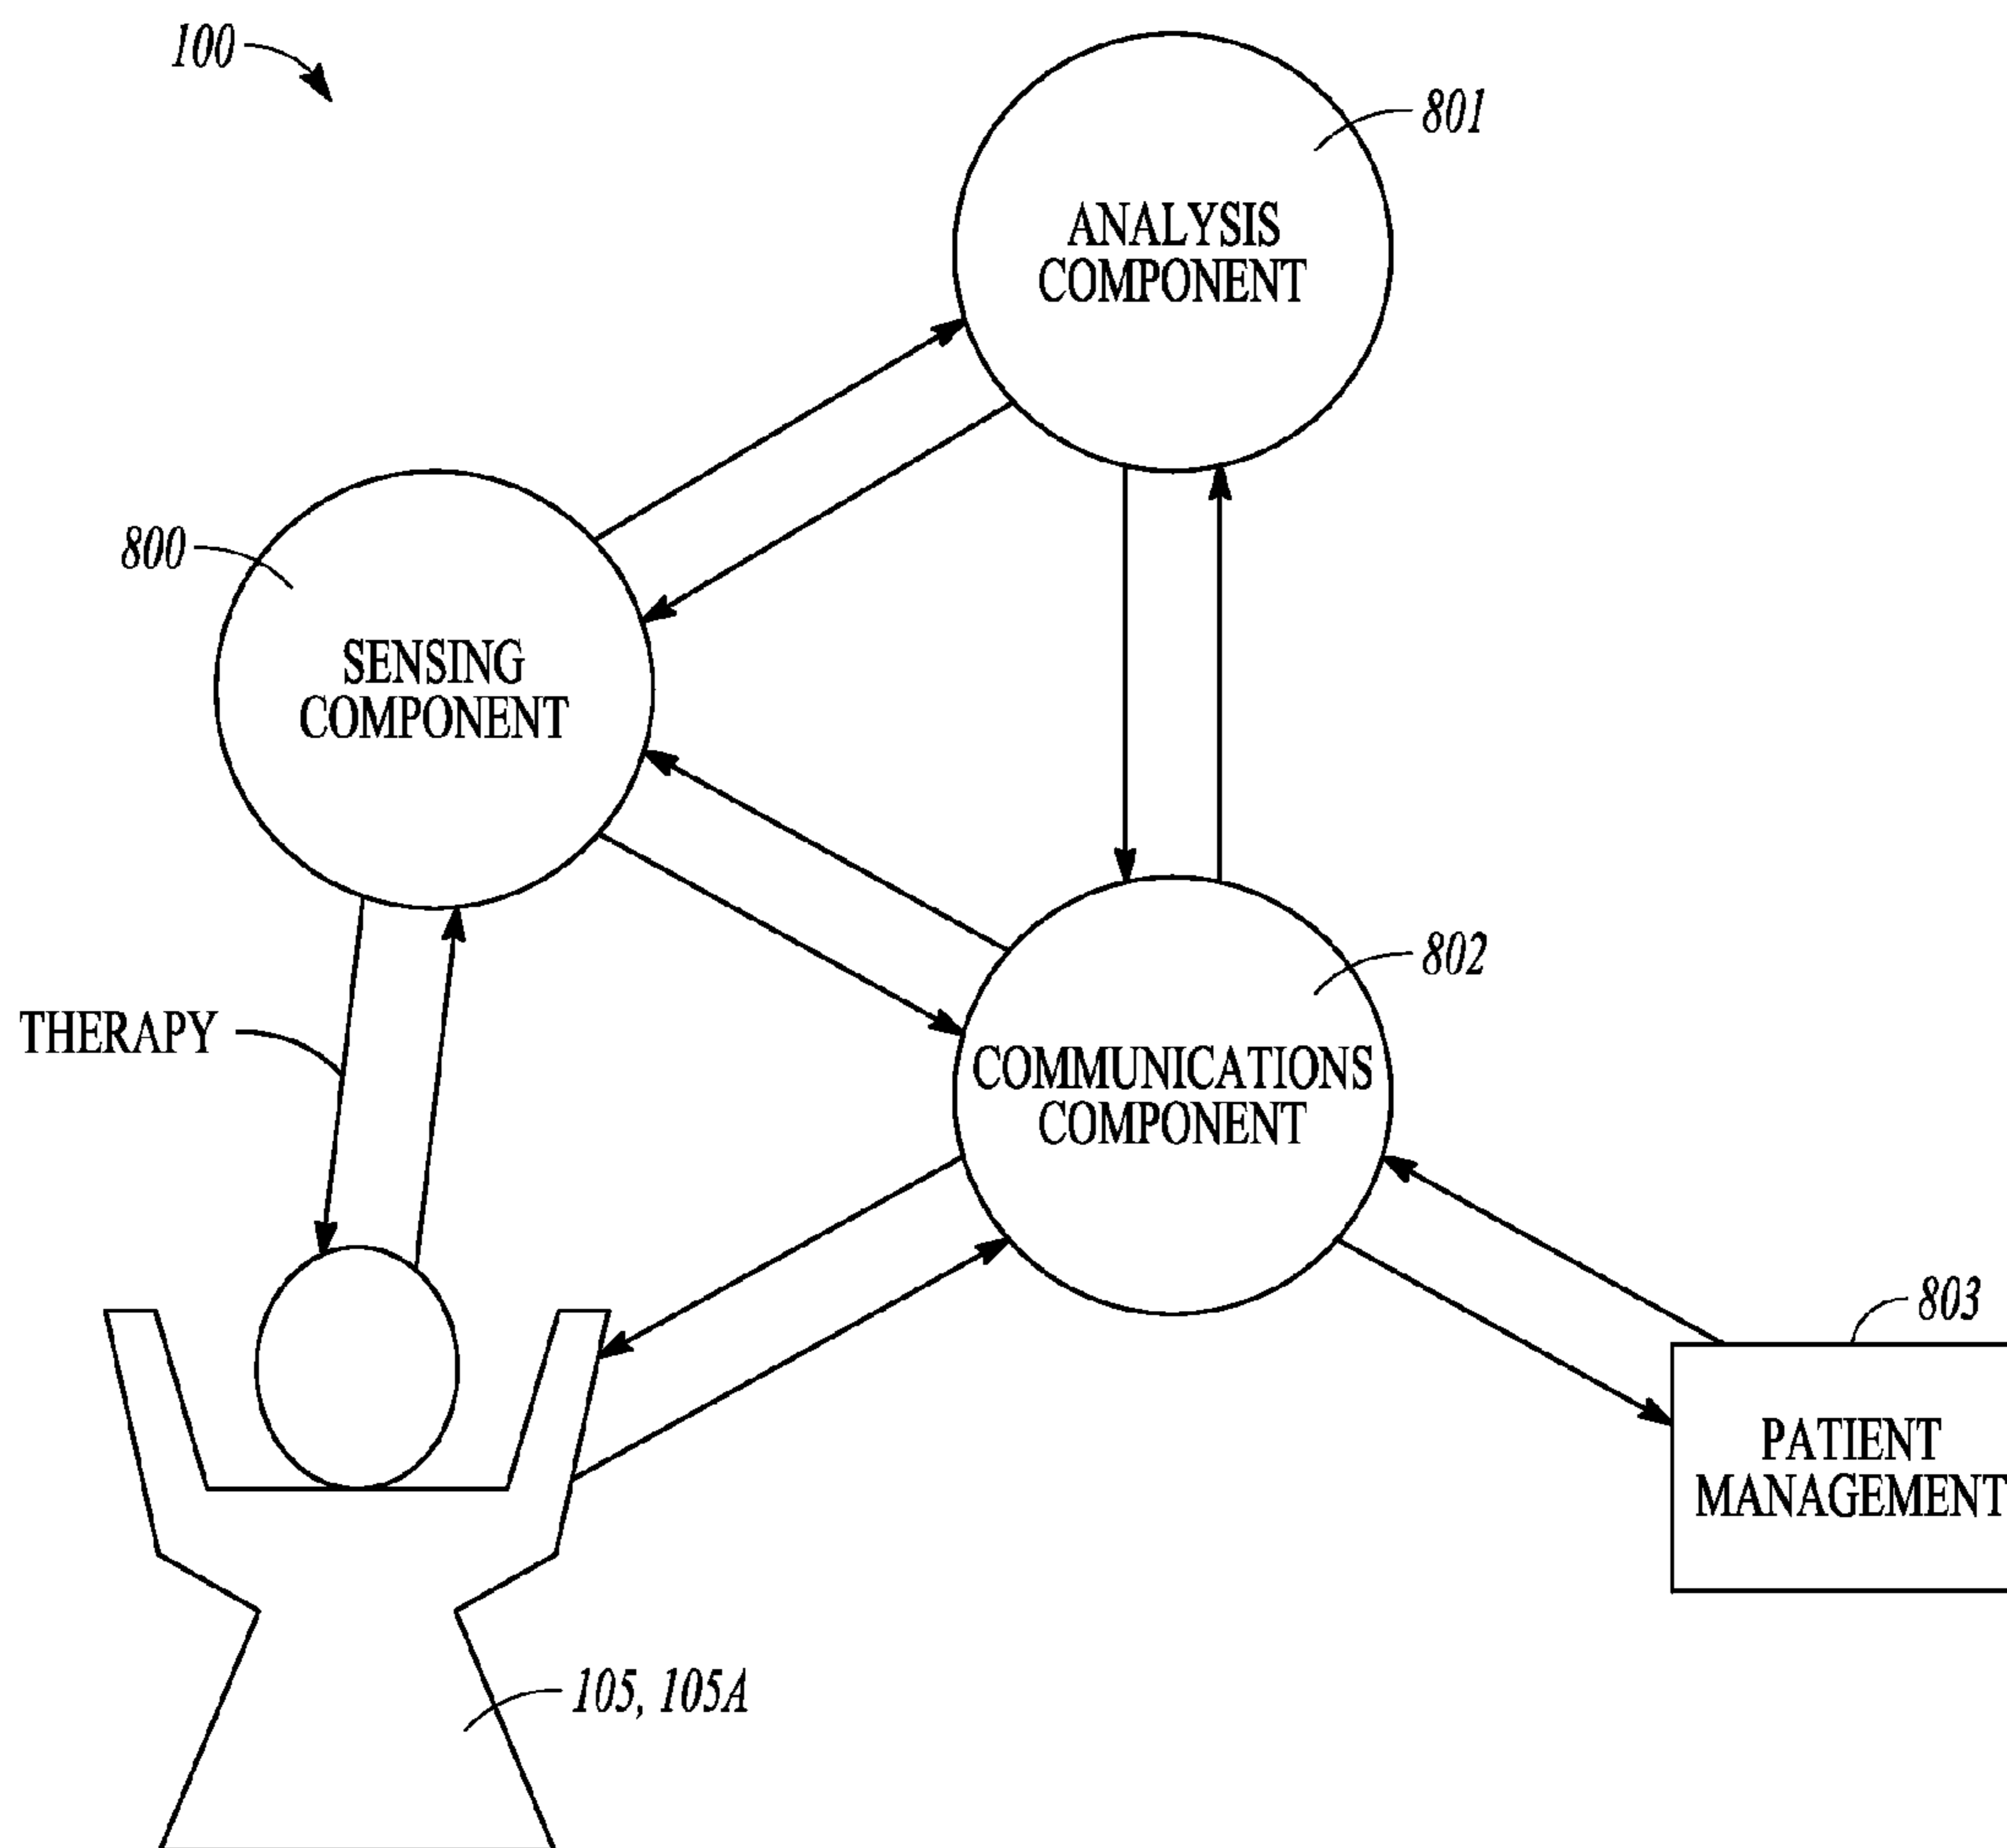 100
801
ANALYSIS
COMPONENT
800
SENSING
COMPONENT
802
THERAPY
COMMUNICATIONS
COMPONENT
803
PATIENT
MANAGEMENT
105, 105A